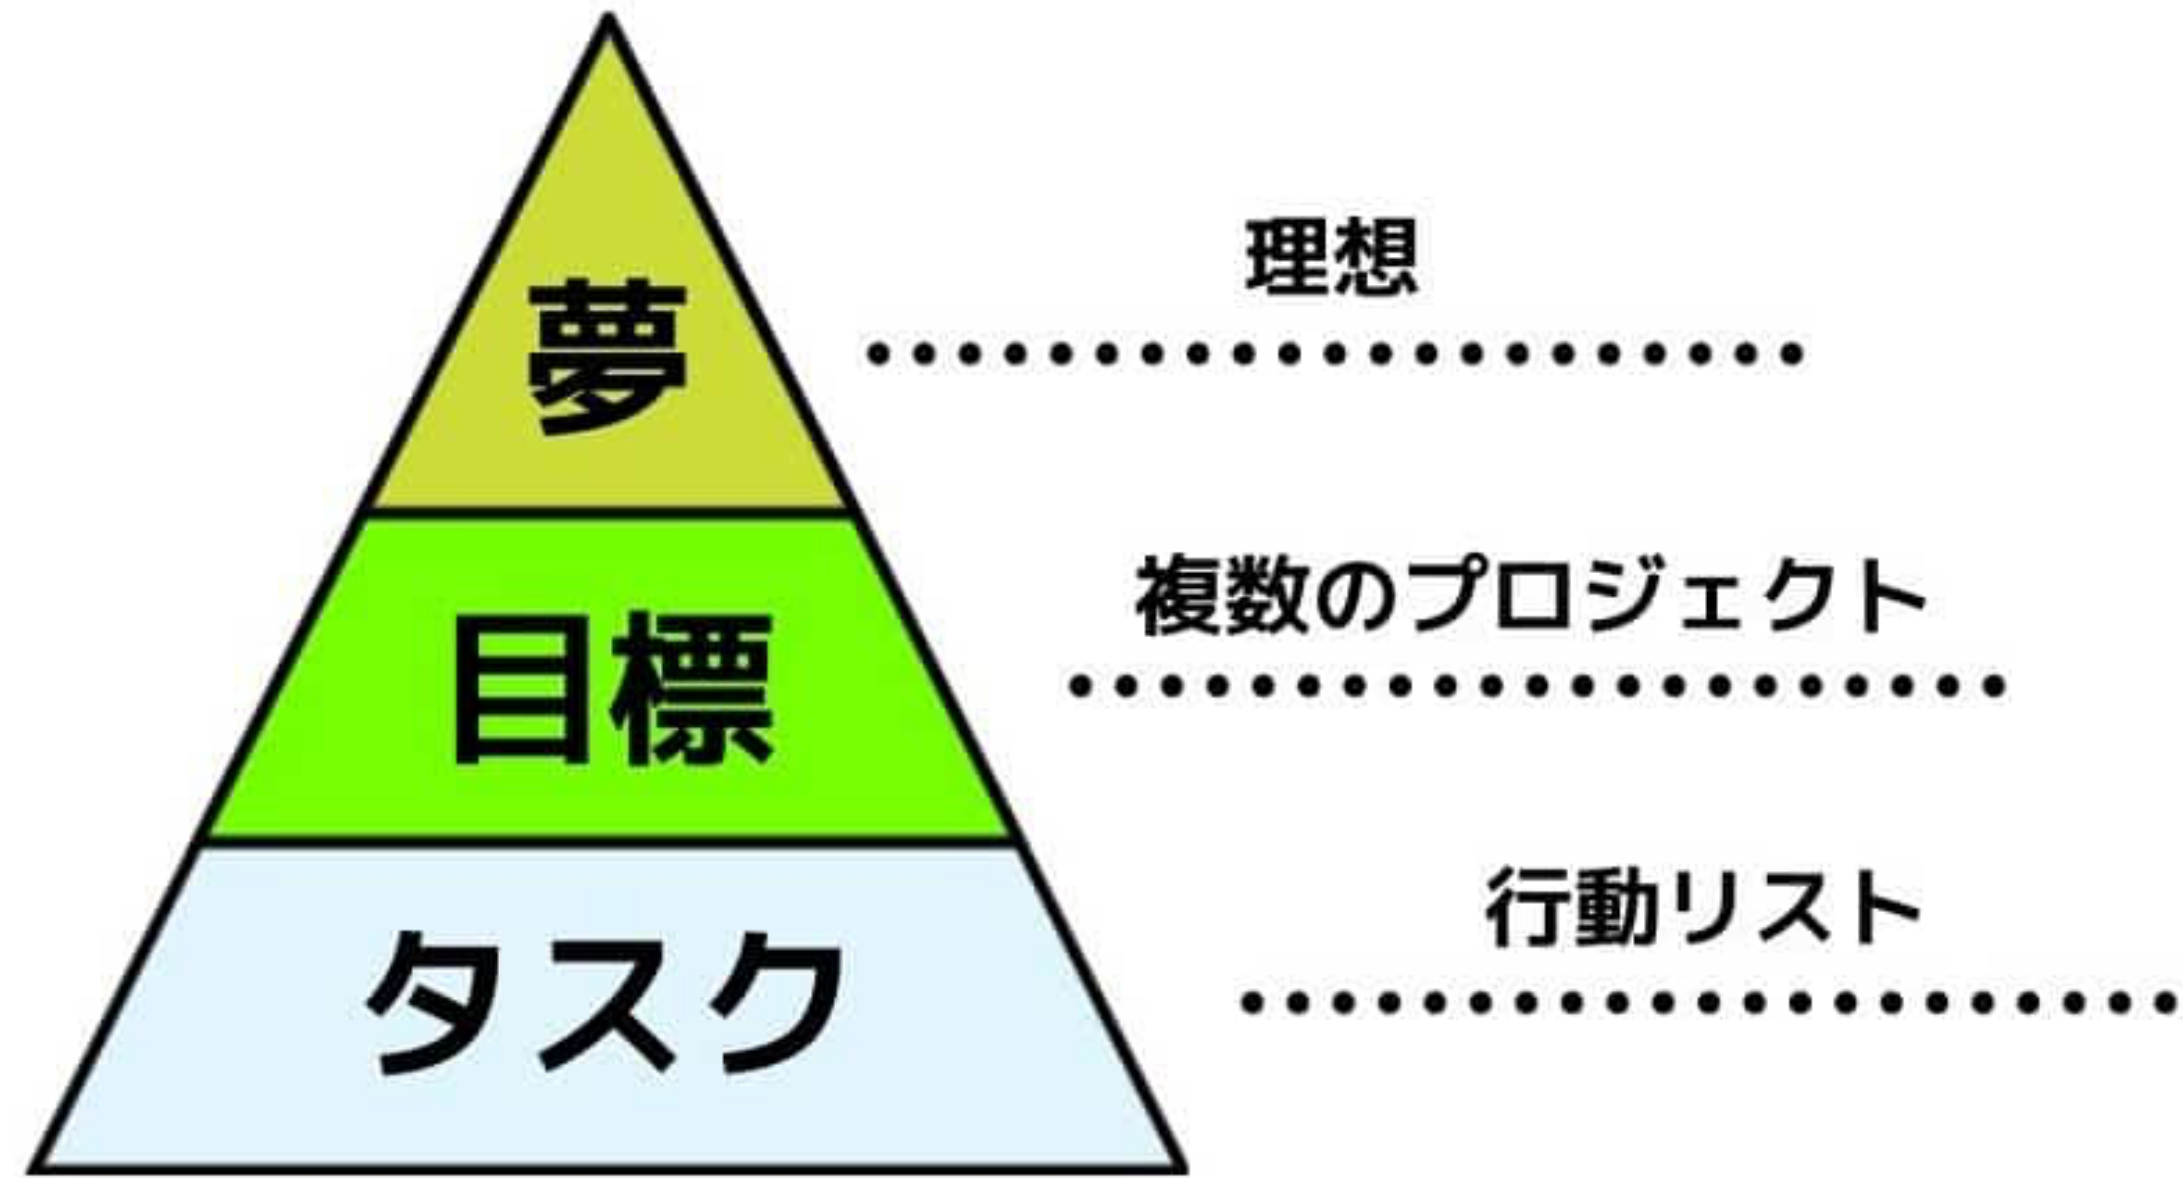 理想
夢
複数のプロジェクト
目標
行動リスト
タスク